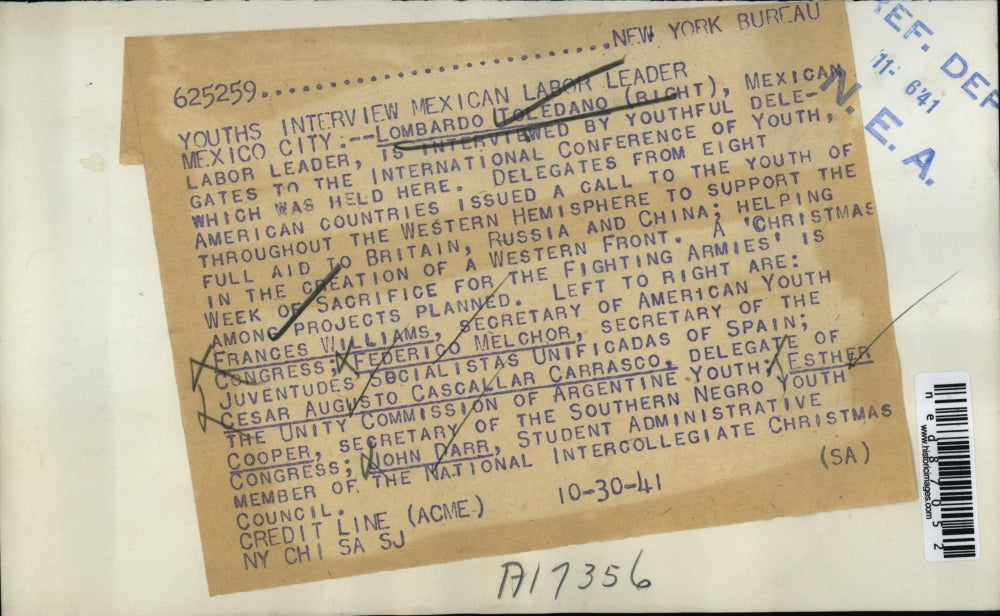 625259......................................NEW YORK BUREAU
YOUTHS INTERVIEW MEXICAN LABOR LEADER
MEXICO CITY:--LOMBARDO TOLEDANO (RIGHT), MEXICAN
LABOR LEADER, IS INTERVIEWED BY YOUTHFUL DELE-
GATES TO THE INTERNATIONAL CONFERENCE OF YOUTH,
WHICH WAS HELD HERE. DELEGATES FROM EIGHT
AMERICAN COUNTRIES ISSUED A CALL TO THE YOUTH OF
THROUGHOUT THE WESTERN HEMISPHERE TO SUPPORT THE
FULL AID TO BRITAIN, RUSSIA AND CHINA; HELPING
IN THE CREATION OF A WESTERN FRONT. A 'CHRISTMAS
WEEK OF SACRIFICE FOR THE FIGHTING ARMIES' IS
AMONG PROJECTS PLANNED. LEFT TO RIGHT ARE:
FRANCES WILLIAMS, SECRETARY OF AMERICAN YOUTH
CONGRESS; FEDERICO MELCHOR, SECRETARY OF THE
JUVENTUDES SOCIALISTAS UNIFICADAS OF SPAIN;
CESAR AUGUSTO CASCALLAR CARRASCO, DELEGATE OF
THE UNITY COMMISSION OF ARGENTINE YOUTH; ESTHER
COOPER, SECRETARY OF THE SOUTHERN NEGRO YOUTH
CONGRESS; JOHN DARR, STUDENT ADMINISTRATIVE
MEMBER OF THE NATIONAL INTERCOLLEGIATE CHRISTMAS
COUNCIL.
CREDIT LINE (ACME) 10-30-41 (SA)
NY CHI SA SJ
A17356
REF. DEP
11-6'41
N. E. A.
ned87052
www.historicimages.com